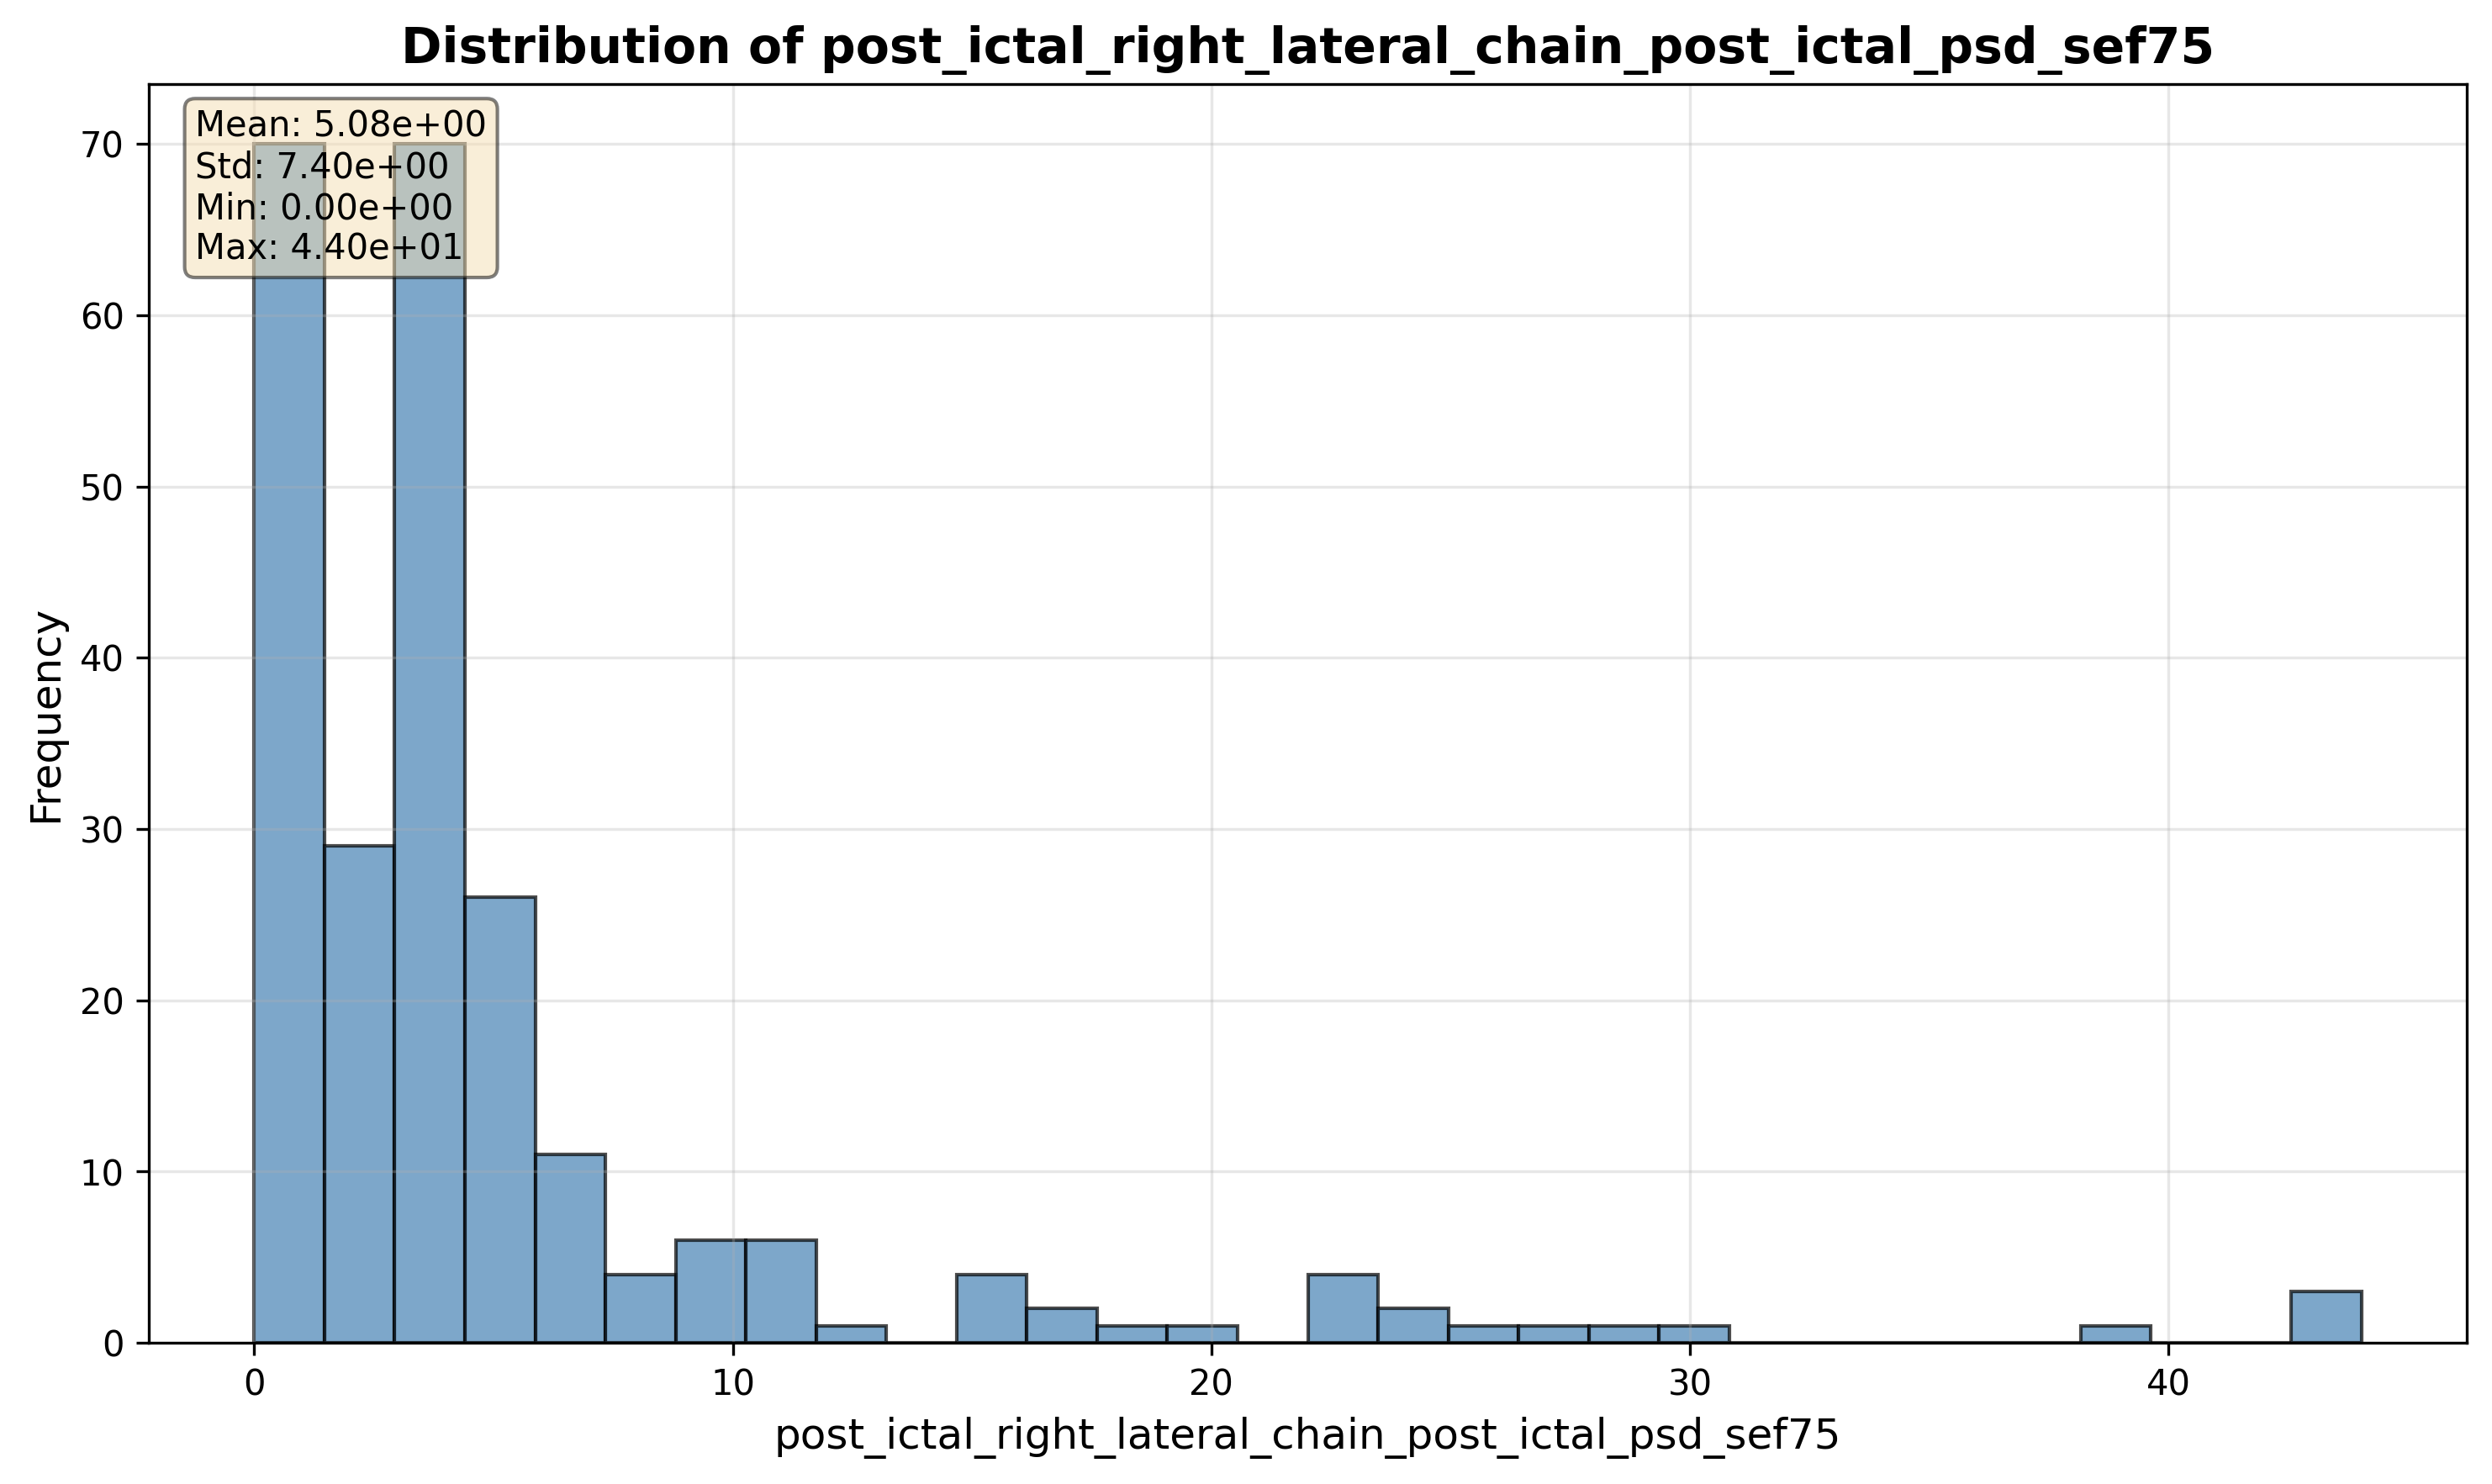 Distribution of post_ictal_right_lateral_chain_post_ictal_psd_sef75
Mean: 5.08e+00
Std: 7.40e+00
Min: 0.00e+00
Max: 4.40e+01
70
60
50
40
30
20
10
0
Frequency
0 10 20 30 40
post_ictal_right_lateral_chain_post_ictal_psd_sef75